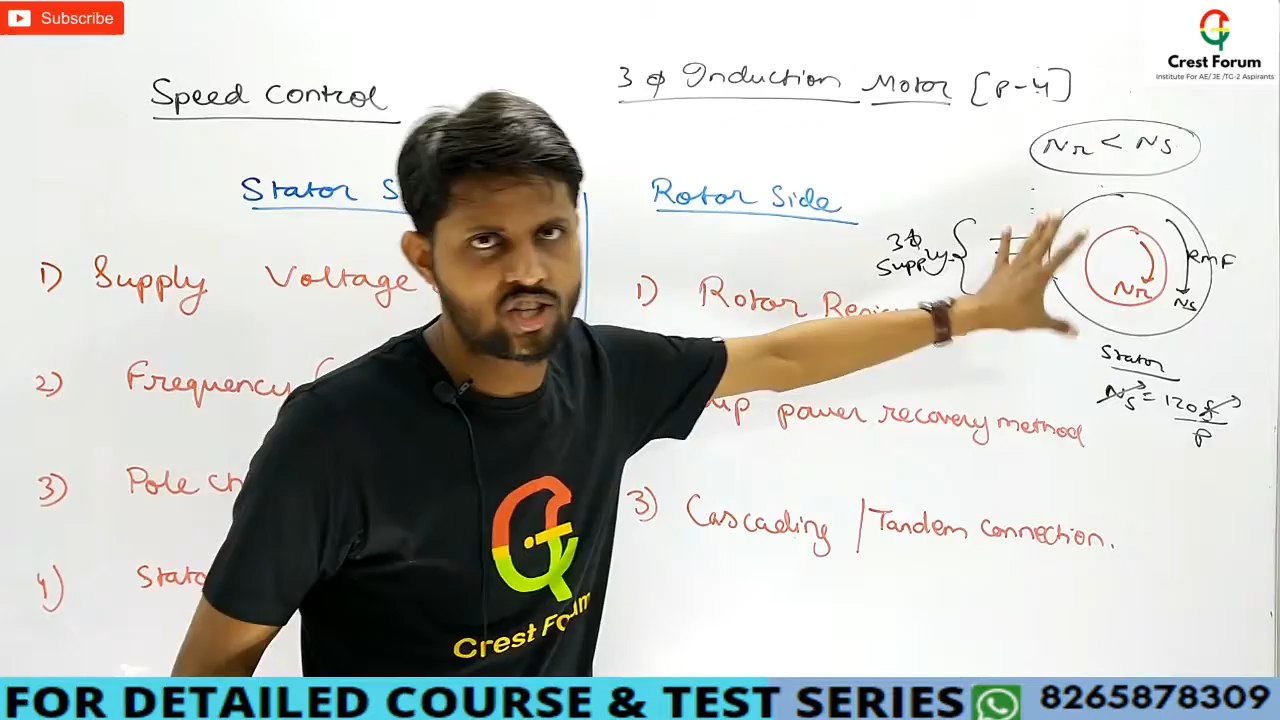 Subscribe
Crest Forum
Institute For AE/ JE /TG-2 Aspirants
Speed Control
3 ϕ Induction Motor [P-4]
Nr < Ns
Stator S
Rotor Side
3ϕ
Supply
RMF
Nr
Ns
1) Supply Voltage
1) Rotor Resis
Stator
Ns = 120f
P
2) Frequency
power recovery method
3) Pole ch
3) Cascading / Tandem connection.
4) Stato
Crest Forum
FOR DETAILED COURSE & TEST SERIES 8265878309